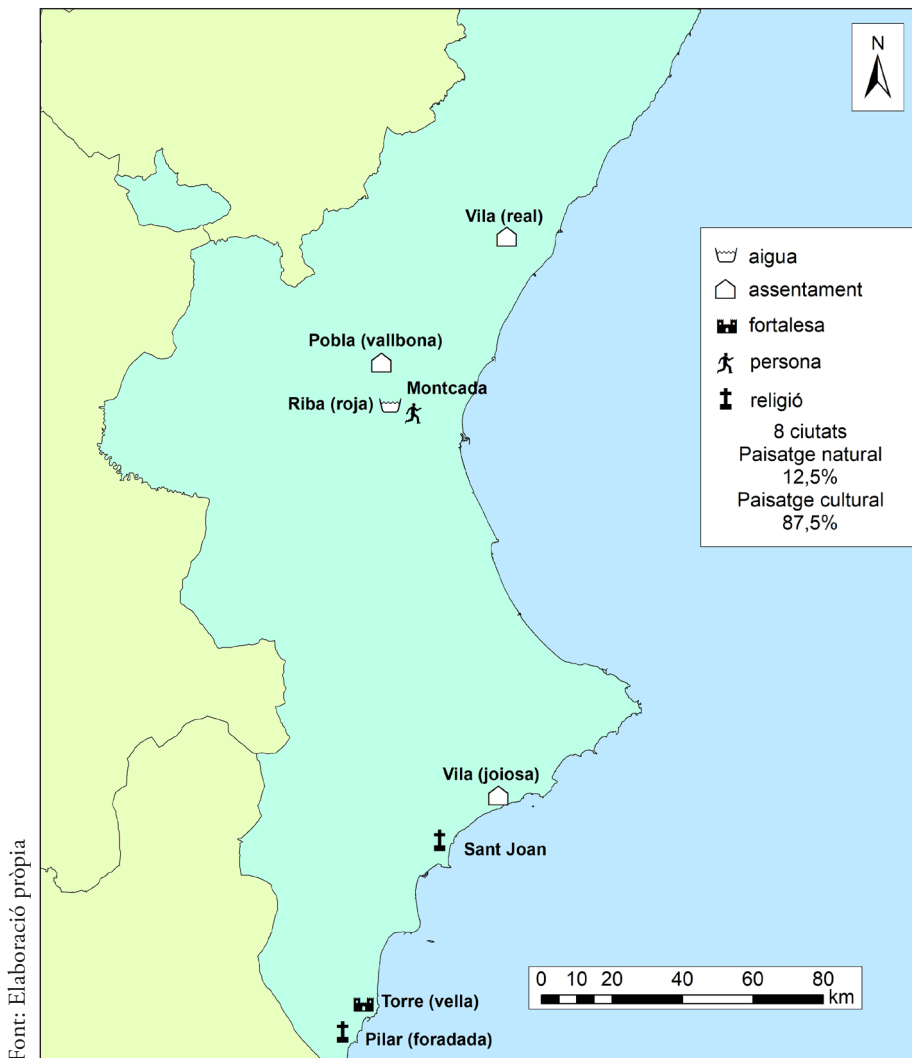 N
Vila (real)
aigua
assentament
fortalesa
persona
religió
8 ciutats
Paisatge natural
12,5%
Paisatge cultural
87,5%
Pobla (vallbona)
Montcada
Riba (roja)
Vila (joiosa)
Sant Joan
Torre (vella)
Pilar (foradada)
0 10 20 40 60 80
km
Font: Elaboració pròpia